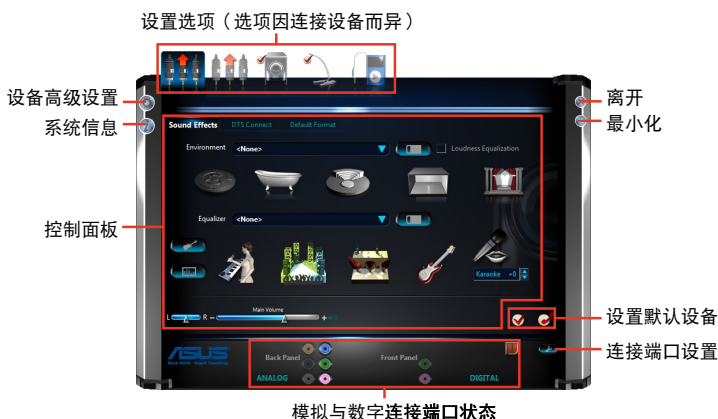 设置选项（选项因连接设备而异）
设备高级设置
系统信息
离开
最小化
Sound Effects DTS Connect Default Format
Environment <None> Loudness Equalization
控制面板
Equalizer <None>
Karaoke +0
Main Volume
L R - +
设置默认设备
连接端口设置
ASUS
Back Panel Front Panel
ANALOG DIGITAL
模拟与数字连接端口状态